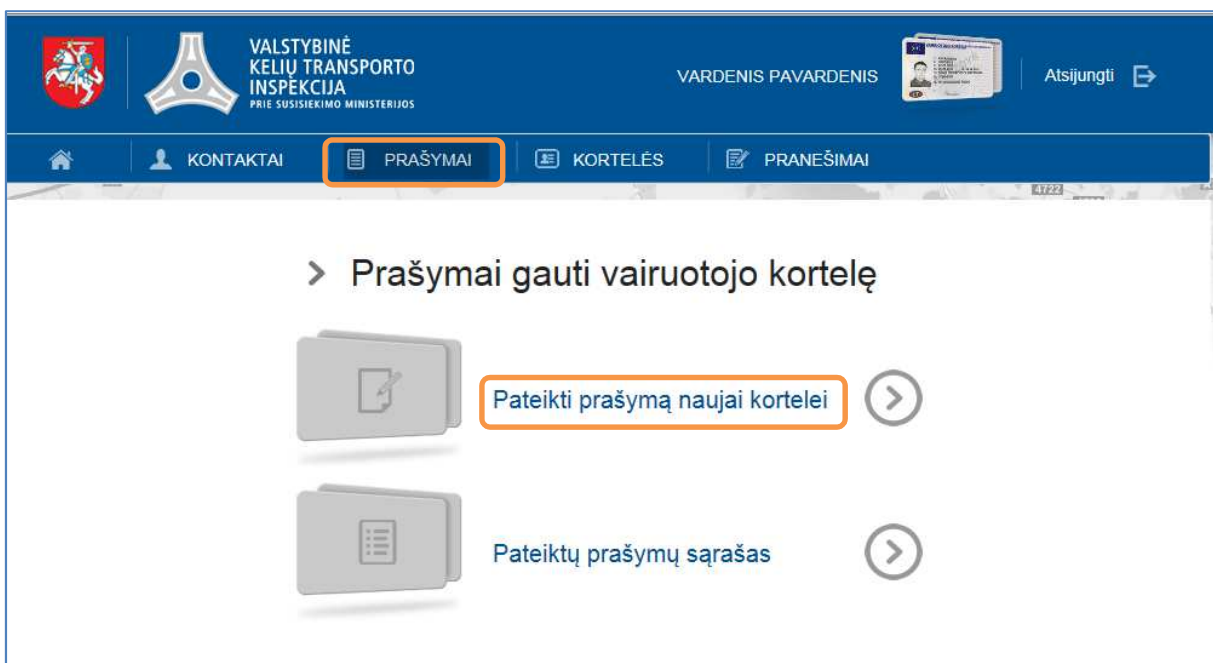 VALSTYBINĖ
KELIŲ TRANSPORTO
INSPEKCIJA
PRIE SUSISIEKIMO MINISTERIJOS
VARDENIS PAVARDENIS
Atsijungti
KONTAKTAI
PRAŠYMAI
KORTELĖS
PRANEŠIMAI
4722
Prašymai gauti vairuotojo kortelę
Pateikti prašymą naujai kortelei
Pateiktų prašymų sąrašas